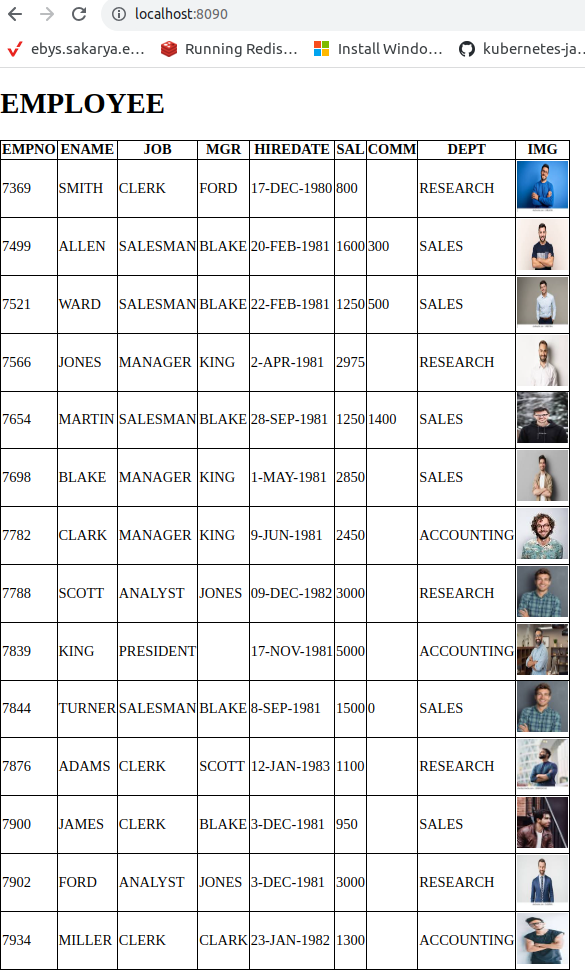 localhost:8090
ebys.sakarya.e... Running Redis... Install Windo... kubernetes-ja...
EMPLOYEE
EMPNO ENAME JOB MGR HIREDATE SAL COMM DEPT IMG
7369 SMITH CLERK FORD 17-DEC-1980 800 RESEARCH
7499 ALLEN SALESMAN BLAKE 20-FEB-1981 1600 300 SALES
7521 WARD SALESMAN BLAKE 22-FEB-1981 1250 500 SALES
7566 JONES MANAGER KING 2-APR-1981 2975 RESEARCH
7654 MARTIN SALESMAN BLAKE 28-SEP-1981 1250 1400 SALES
7698 BLAKE MANAGER KING 1-MAY-1981 2850 SALES
7782 CLARK MANAGER KING 9-JUN-1981 2450 ACCOUNTING
7788 SCOTT ANALYST JONES 09-DEC-1982 3000 RESEARCH
7839 KING PRESIDENT 17-NOV-1981 5000 ACCOUNTING
7844 TURNER SALESMAN BLAKE 8-SEP-1981 1500 0 SALES
7876 ADAMS CLERK SCOTT 12-JAN-1983 1100 RESEARCH
7900 JAMES CLERK BLAKE 3-DEC-1981 950 SALES
7902 FORD ANALYST JONES 3-DEC-1981 3000 RESEARCH
7934 MILLER CLERK CLARK 23-JAN-1982 1300 ACCOUNTING